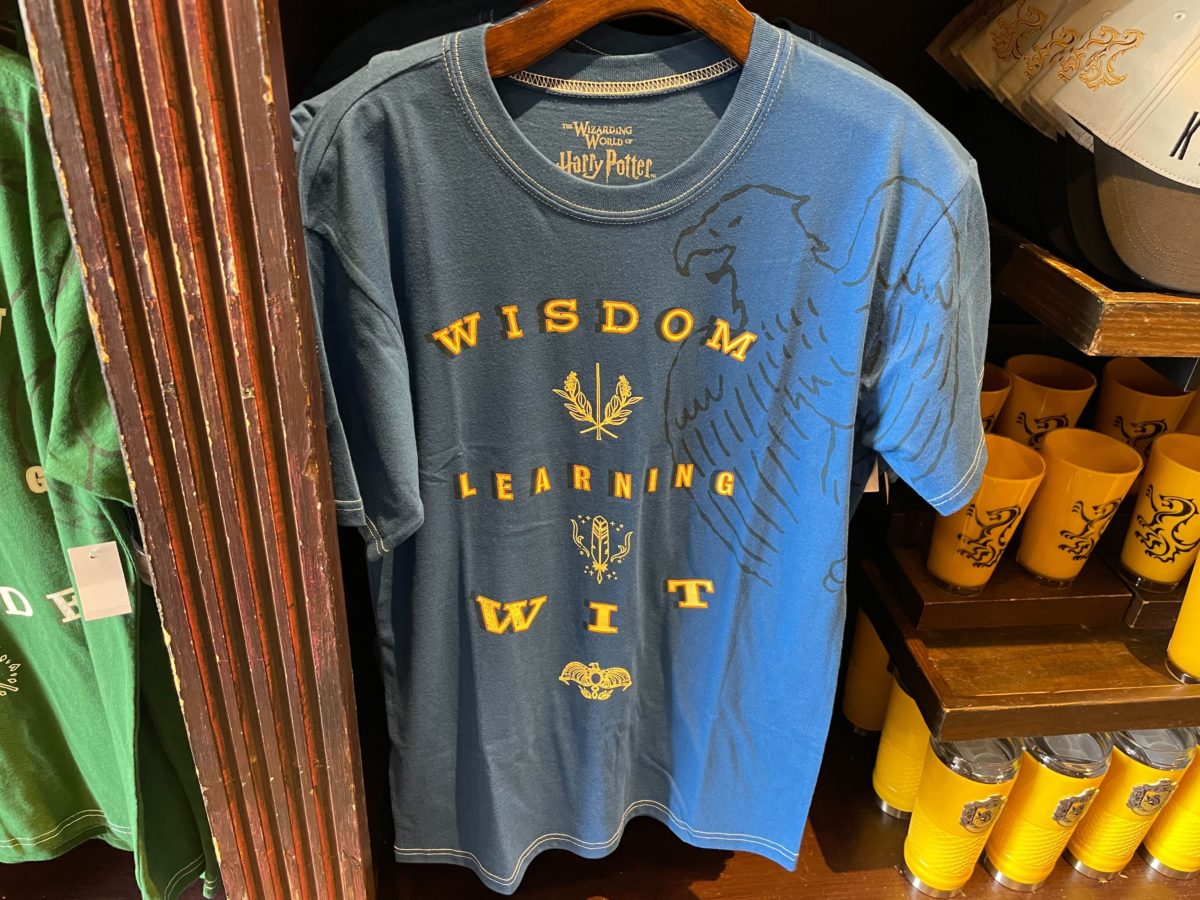 THE WIZARDING
WORLD OF
Harry Potter
WISDOM
LEARNING
WIT
G
D E